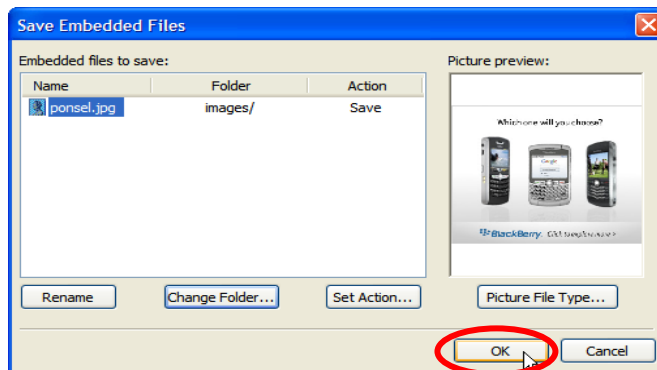 Save Embedded Files
Embedded files to save:
Picture preview:
Name Folder Action
ponsel.jpg images/ Save
Which one will you choose?
Google
BlackBerry.
Rename Change Folder... Set Action... Picture File Type...
OK Cancel